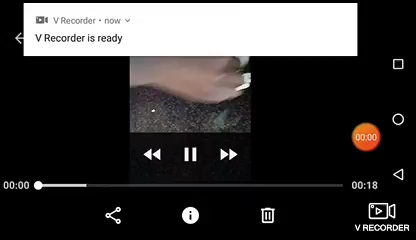 V Recorder • now
V Recorder is ready
00:00
00:00
00:18
V RECORDER